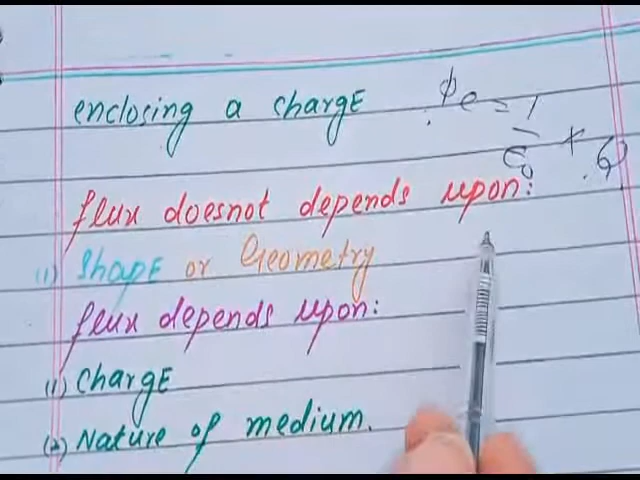 enclosing a chargE
ɸe = 1/ε₀ × Q
flux doesnot depends upon:
(1) ShapE or Geometry
flux depends upon:
(1) ChargE
(2) Nature of medium.